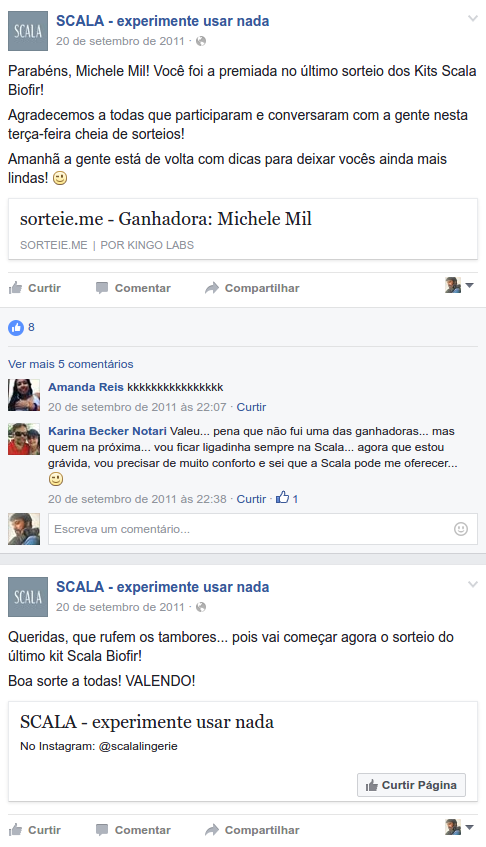 SCALA
SCALA - experimente usar nada
20 de setembro de 2011 ·
Parabéns, Michele Mil! Você foi a premiada no último sorteio dos Kits Scala
Biofir!
Agradecemos a todas que participaram e conversaram com a gente nesta
terça-feira cheia de sorteios!
Amanhã a gente está de volta com dicas para deixar vocês ainda mais
lindas!
sorteie.me - Ganhadora: Michele Mil
SORTEIE.ME | POR KINGO LABS
Curtir Comentar Compartilhar
8
Ver mais 5 comentários
Amanda Reis kkkkkkkkkkkkkkkk
20 de setembro de 2011 às 22:07 · Curtir
Karina Becker Notari Valeu... pena que não fui uma das ganhadoras... mas
quem na próxima... vou ficar ligadinha sempre na Scala... agora que estou
grávida, vou precisar de muito conforto e sei que a Scala pode me oferecer...
20 de setembro de 2011 às 22:38 · Curtir · 1
Escreva um comentário...
SCALA
SCALA - experimente usar nada
20 de setembro de 2011 ·
Queridas, que rufem os tambores... pois vai começar agora o sorteio do
último kit Scala Biofir!
Boa sorte a todas! VALENDO!
SCALA - experimente usar nada
No Instagram: @scalalingerie
Curtir Página
Curtir Comentar Compartilhar